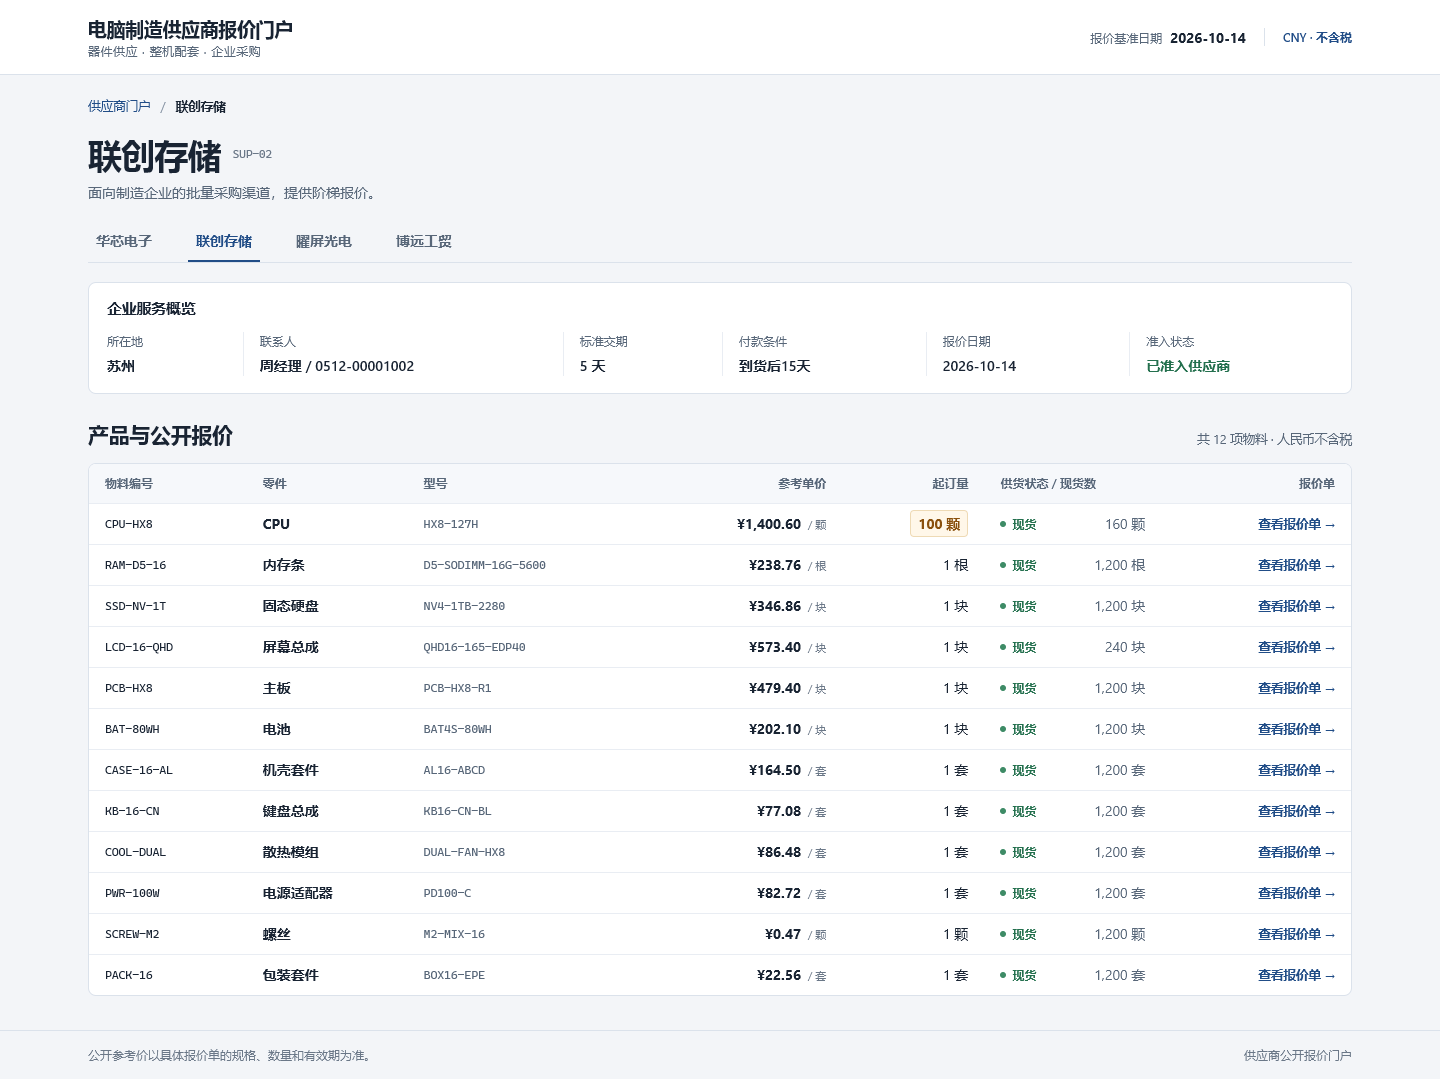 电脑制造供应商报价门户
器件供应 · 整机配套 · 企业采购
报价基准日期 2026-10-14 CNY · 不含税
供应商门户 / 联创存储
联创存储 SUP-02
面向制造企业的批量采购渠道，提供阶梯报价。
华芯电子 联创存储 曜屏光电 博远工贸
企业服务概览
所在地 联系人 标准交期 付款条件 报价日期 准入状态
苏州 周经理 / 0512-00001002 5 天 到货后15天 2026-10-14 已准入供应商
产品与公开报价
共 12 项物料 · 人民币不含税
物料编号 零件 型号 参考单价 起订量 供货状态 / 现货数 报价单
CPU-HX8 CPU HX8-127H ¥1,400.60 / 颗 100 颗 现货 160 颗 查看报价单 →
RAM-D5-16 内存条 D5-SODIMM-16G-5600 ¥238.76 / 根 1 根 现货 1,200 根 查看报价单 →
SSD-NV-1T 固态硬盘 NV4-1TB-2280 ¥346.86 / 块 1 块 现货 1,200 块 查看报价单 →
LCD-16-QHD 屏幕总成 QHD16-165-EDP40 ¥573.40 / 块 1 块 现货 240 块 查看报价单 →
PCB-HX8 主板 PCB-HX8-R1 ¥479.40 / 块 1 块 现货 1,200 块 查看报价单 →
BAT-80WH 电池 BAT4S-80WH ¥202.10 / 块 1 块 现货 1,200 块 查看报价单 →
CASE-16-AL 机壳套件 AL16-ABCD ¥164.50 / 套 1 套 现货 1,200 套 查看报价单 →
KB-16-CN 键盘总成 KB16-CN-BL ¥77.08 / 套 1 套 现货 1,200 套 查看报价单 →
COOL-DUAL 散热模组 DUAL-FAN-HX8 ¥86.48 / 套 1 套 现货 1,200 套 查看报价单 →
PWR-100W 电源适配器 PD100-C ¥82.72 / 套 1 套 现货 1,200 套 查看报价单 →
SCREW-M2 螺丝 M2-MIX-16 ¥0.47 / 颗 1 颗 现货 1,200 颗 查看报价单 →
PACK-16 包装套件 BOX16-EPE ¥22.56 / 套 1 套 现货 1,200 套 查看报价单 →
公开参考价以具体报价单的规格、数量和有效期为准。
供应商公开报价门户